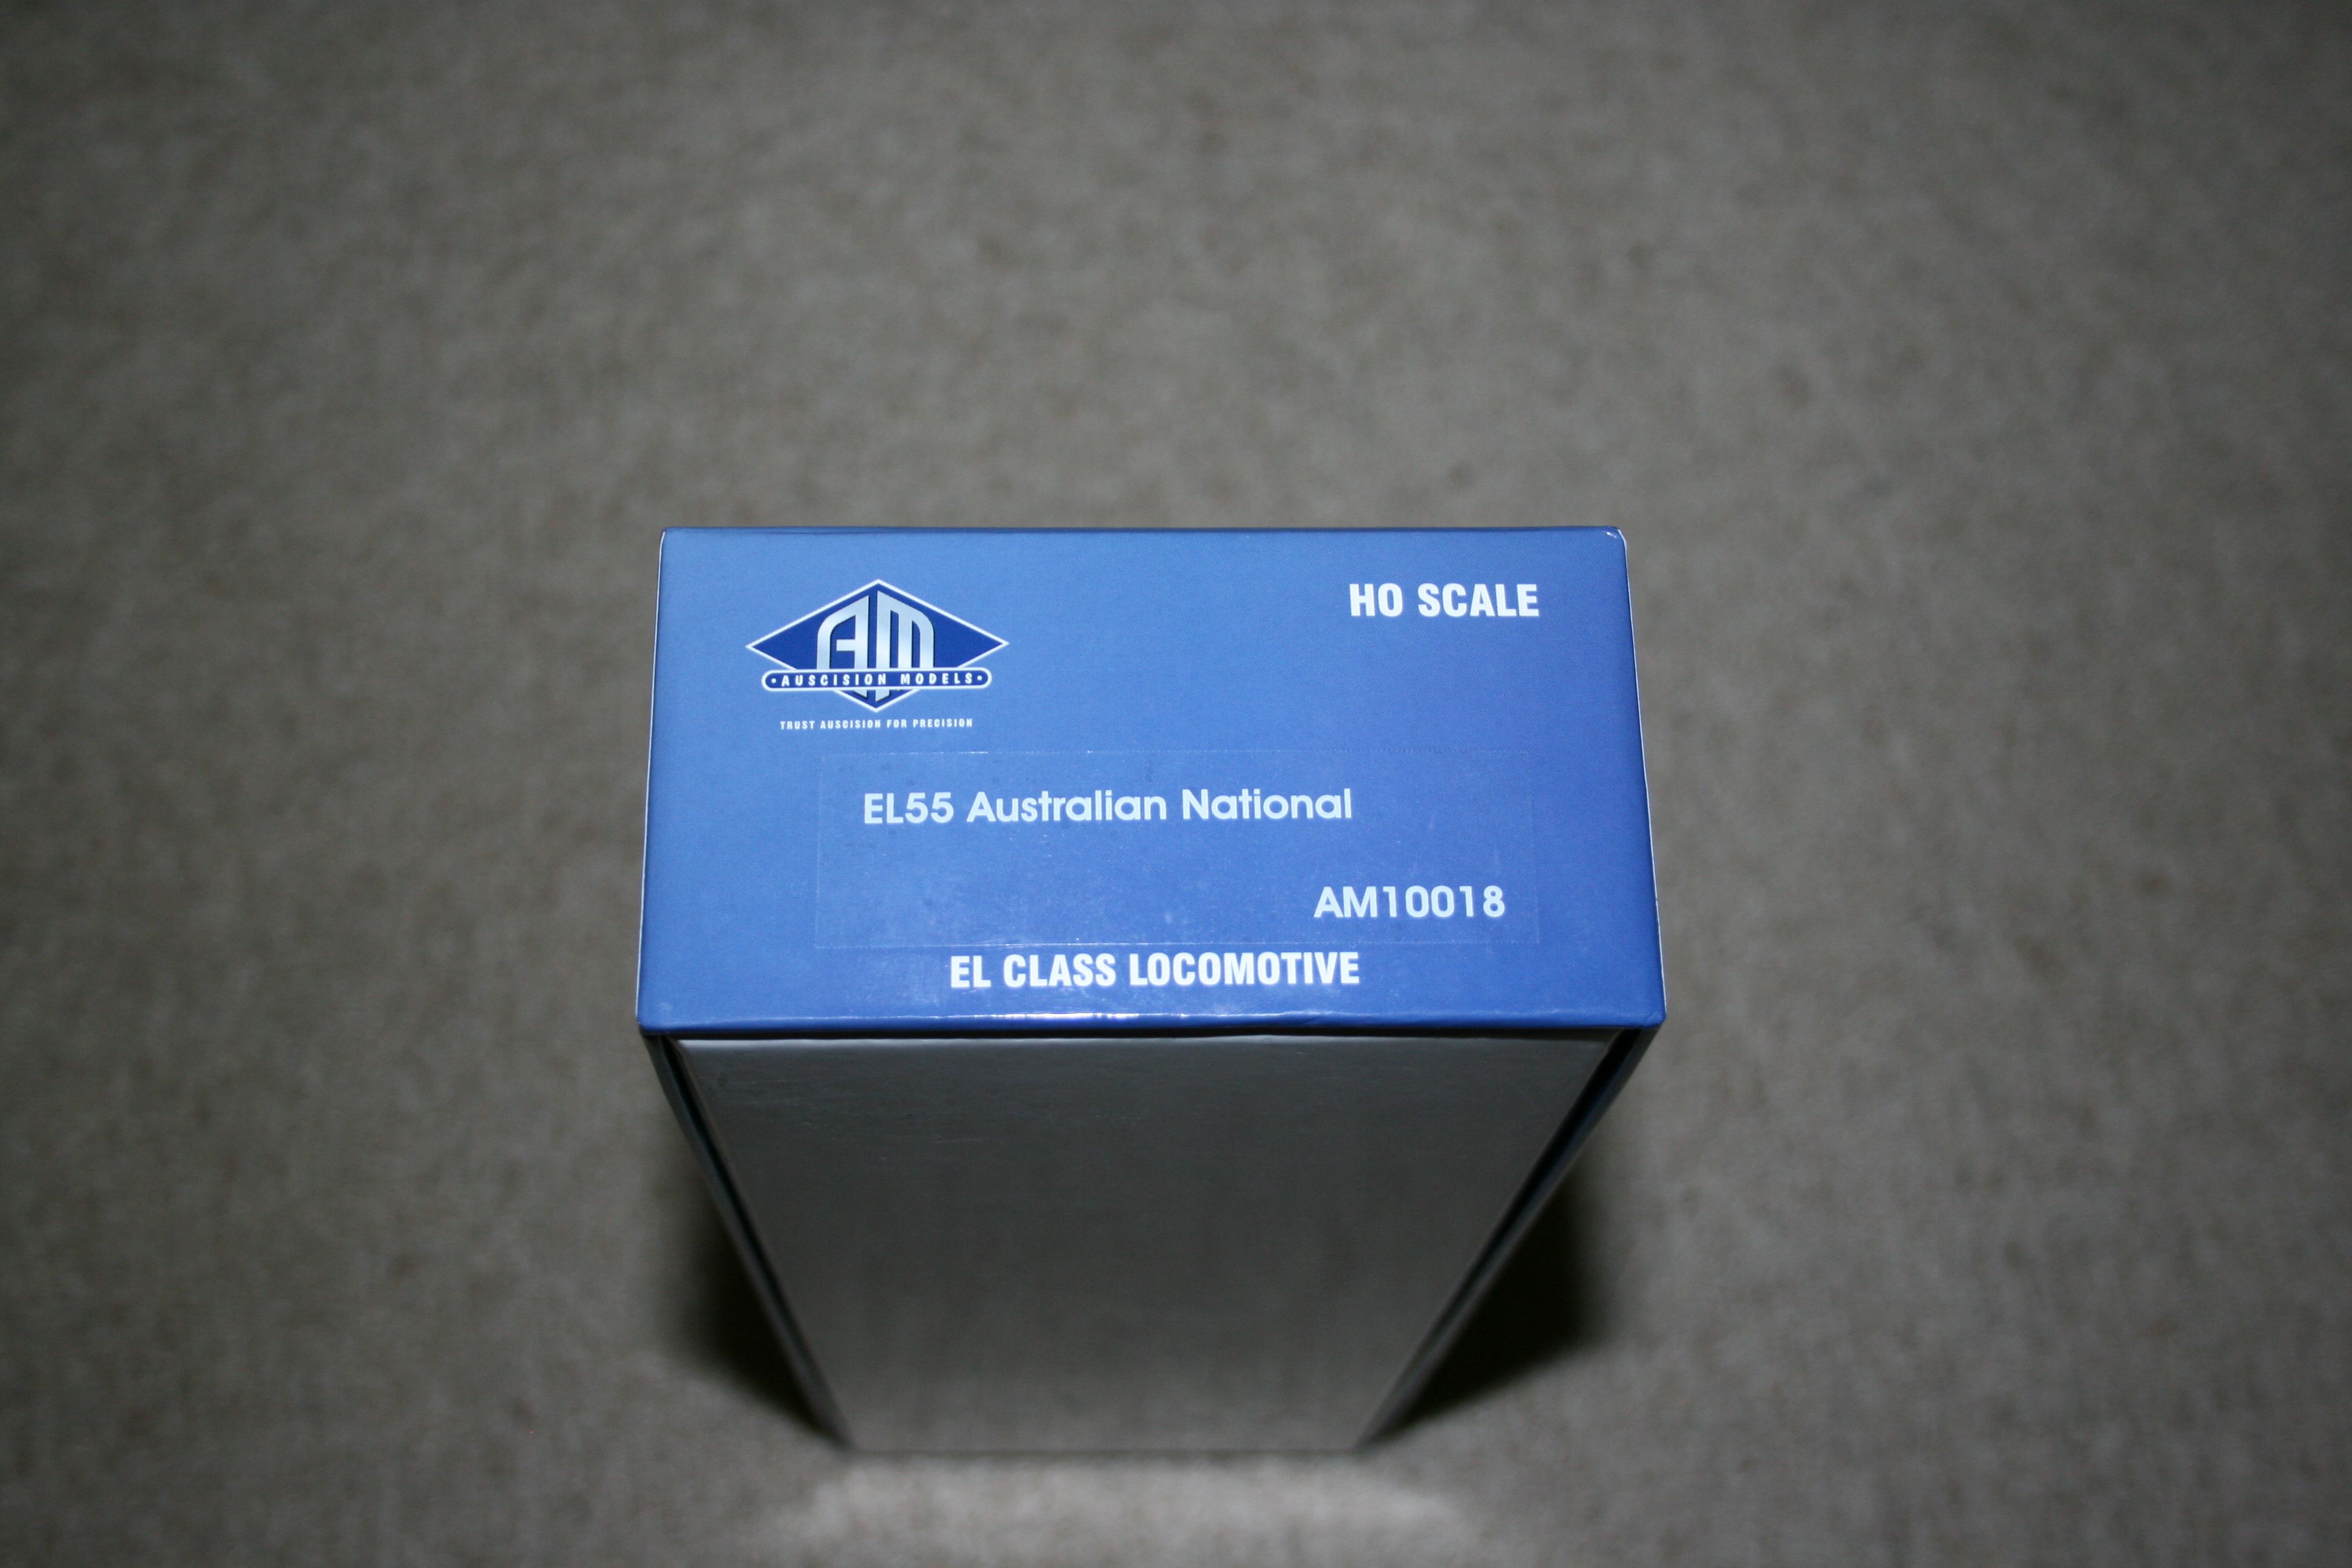 AM
AUSCISION MODELS
TRUST AUSCISION FOR PRECISION
HO SCALE
EL55 Australian National
AM10018
EL CLASS LOCOMOTIVE